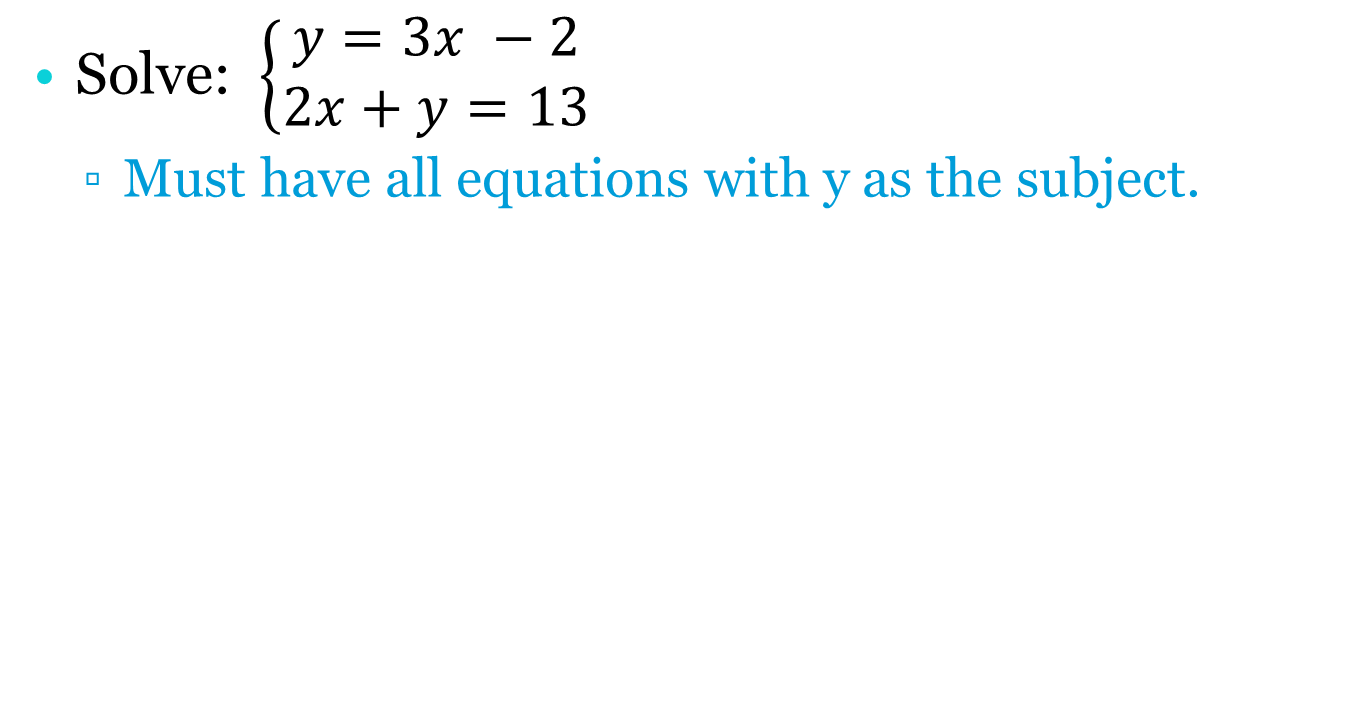 • Solve: { y = 3x − 2
2x + y = 13
▫ Must have all equations with y as the subject.